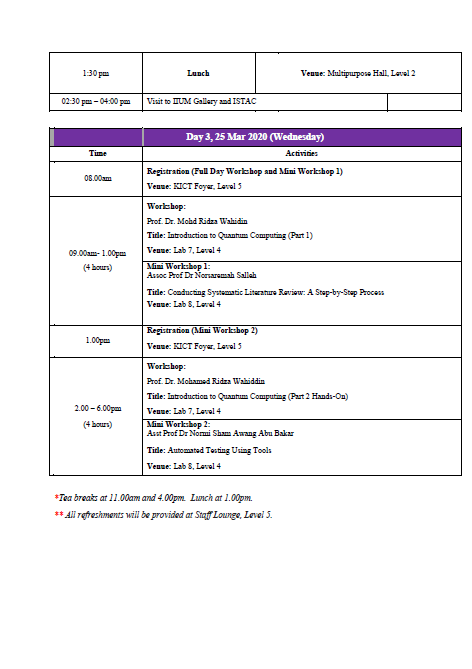 1:30 pm Lunch Venue: Multipurpose Hall, Level 2
02:30 pm – 04:00 pm Visit to IIUM Gallery and ISTAC
Day 3, 25 Mar 2020 (Wednesday)
Time Activities
08.00am
Registration (Full Day Workshop and Mini Workshop 1)
Venue: KICT Foyer, Level 5
09.00am- 1.00pm
(4 hours)
Workshop:
Prof. Dr. Mohd Ridza Wahidin
Title: Introduction to Quantum Computing (Part 1)
Venue: Lab 7, Level 4
Mini Workshop 1:
Assoc Prof Dr Norsaremah Salleh
Title: Conducting Systematic Literature Review: A Step-by-Step Process
Venue: Lab 8, Level 4
1.00pm
Registration (Mini Workshop 2)
Venue: KICT Foyer, Level 5
2.00 – 6.00pm
(4 hours)
Workshop:
Prof. Dr. Mohamed Ridza Wahiddin
Title: Introduction to Quantum Computing (Part 2 Hands-On)
Venue: Lab 7, Level 4
Mini Workshop 2:
Asst Prof Dr Normi Sham Awang Abu Bakar
Title: Automated Testing Using Tools
Venue: Lab 8, Level 4
*Tea breaks at 11.00am and 4.00pm. Lunch at 1.00pm.
** All refreshments will be provided at Staff Lounge, Level 5.